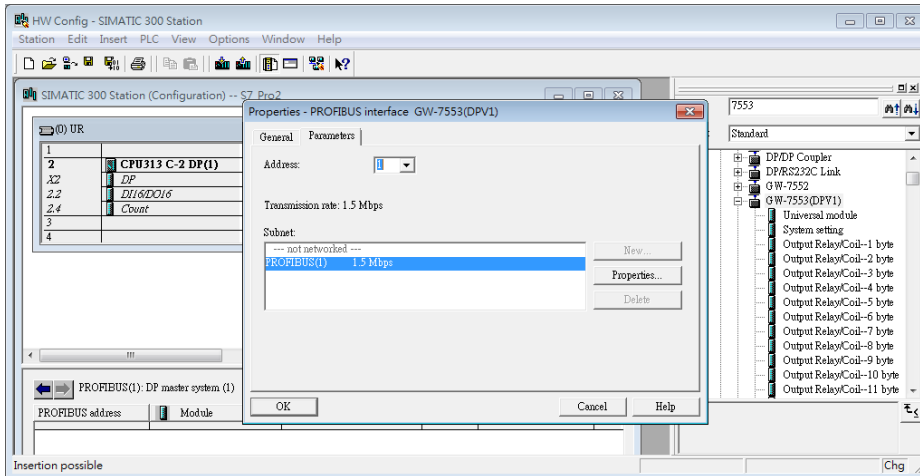 HW Config - SIMATIC 300 Station
Station Edit Insert PLC View Options Window Help
SIMATIC 300 Station (Configuration) -- S7_Pro2
(0) UR
1
2 CPU313 C-2 DP(1)
X2 DP
2.2 DI16/DO16
2.4 Count
3
4
PROFIBUS(1): DP master system (1)
PROFIBUS address Module
Properties - PROFIBUS interface GW-7553(DPV1)
General Parameters
Address: 1
Transmission rate: 1.5 Mbps
Subnet:
--- not networked ---
PROFIBUS(1) 1.5 Mbps
New...
Properties...
Delete
OK Cancel Help
7553
Standard
DP/DP Coupler
DP/RS232C Link
GW-7552
GW-7553(DPV1)
Universal module
System setting
Output Relay/Coil--1 byte
Output Relay/Coil--2 byte
Output Relay/Coil--3 byte
Output Relay/Coil--4 byte
Output Relay/Coil--5 byte
Output Relay/Coil--6 byte
Output Relay/Coil--7 byte
Output Relay/Coil--8 byte
Output Relay/Coil--9 byte
Output Relay/Coil--10 byte
Output Relay/Coil--11 byte
Insertion possible
Chg